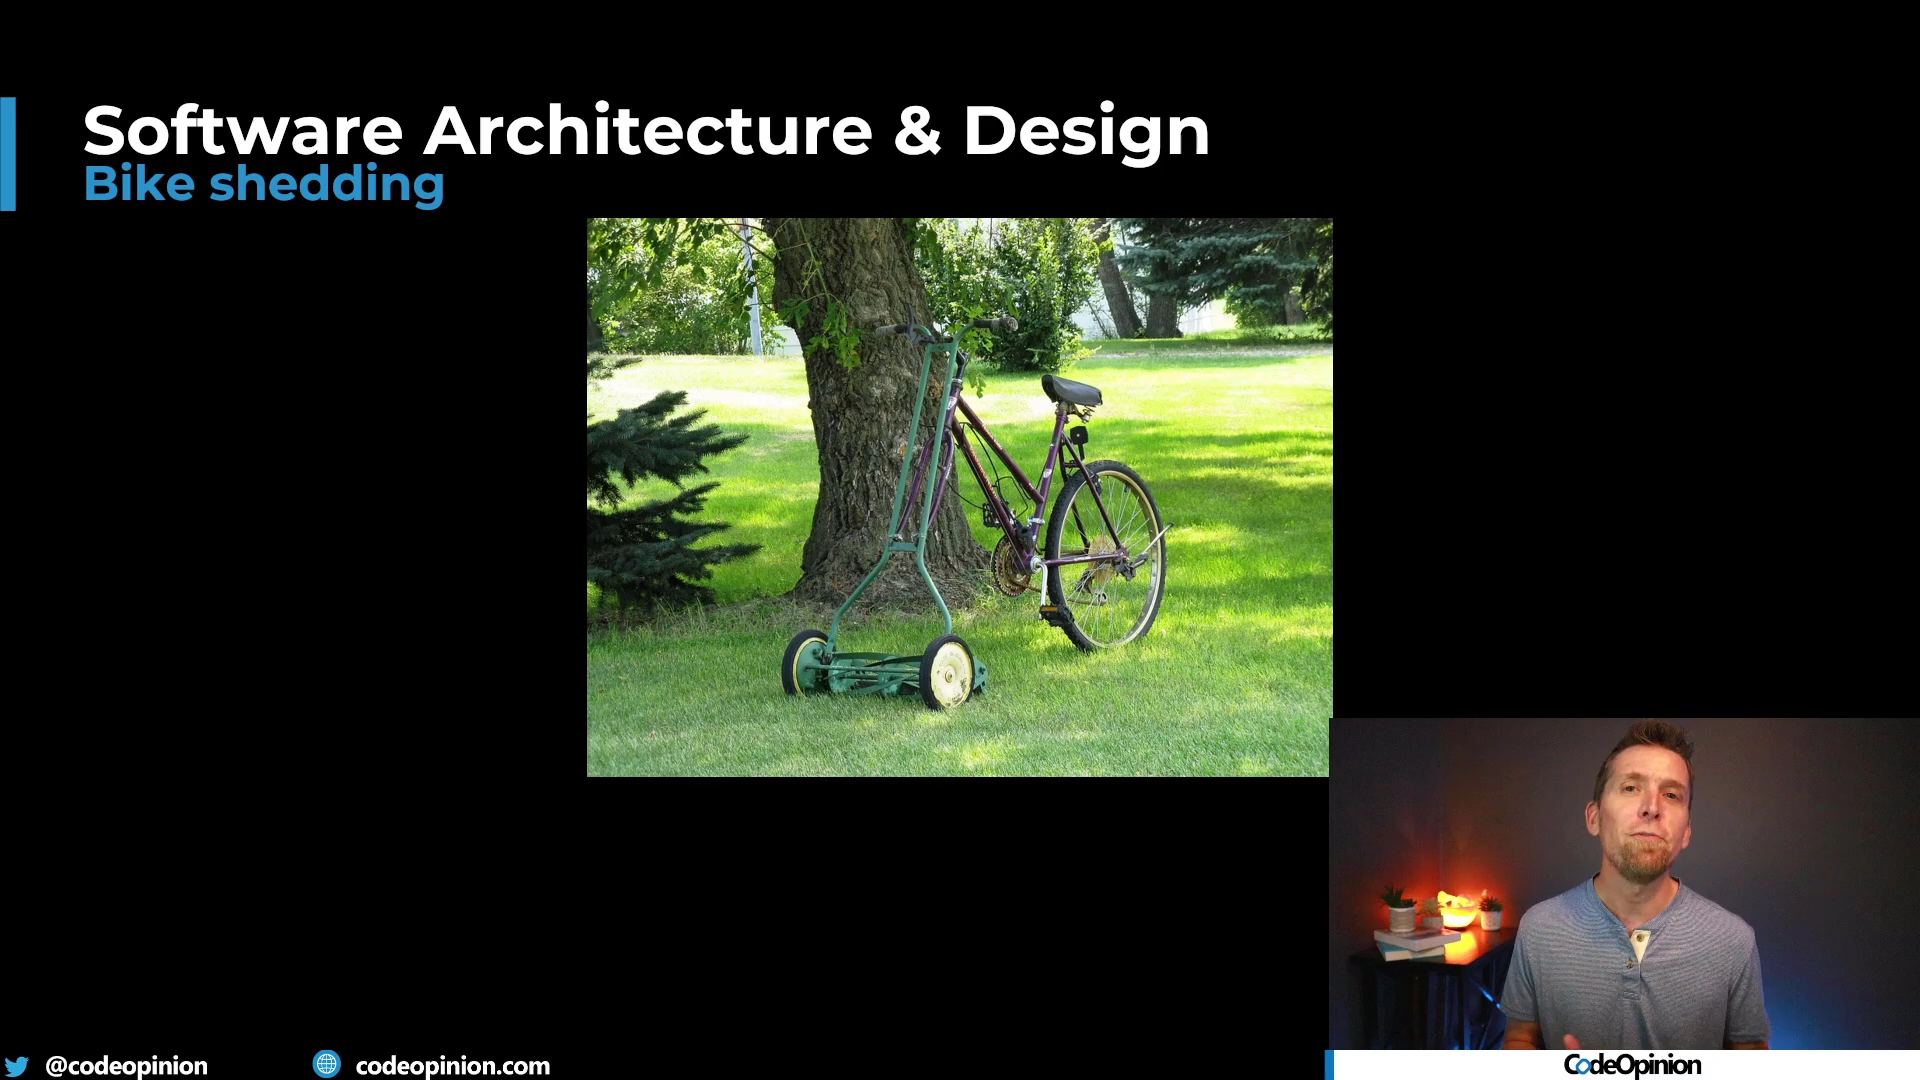 Software Architecture & Design
Bike shedding
@codeopinion
codeopinion.com
CodeOpinion